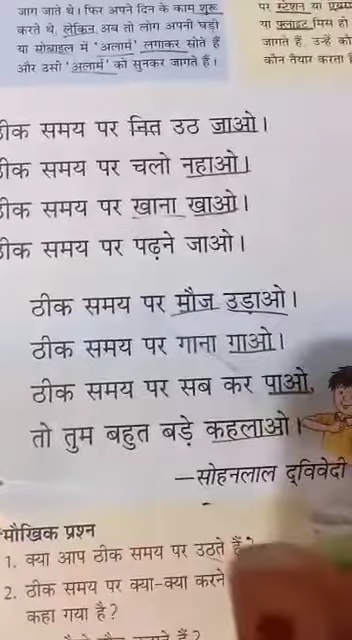 जाग जाते थे। फिर अपने दिन के काम शुरू
करते थे, लेकिन अब तो लोग अपनी घड़ी
या मोबाइल में 'अलार्म' लगाकर सोते हैं
और उसी 'अलार्म' को सुनकर जागते हैं।
पर स्टेशन या
या फ़्लाइट मिस हो
जागते हैं, उन्हें को
कौन तैयार करता
ठीक समय पर नित उठ जाओ।
ठीक समय पर चलो नहाओ।
ठीक समय पर खाना खाओ।
ठीक समय पर पढ़ने जाओ।
ठीक समय पर मौज उड़ाओ।
ठीक समय पर गाना गाओ।
ठीक समय पर सब कर पाओ,
तो तुम बहुत बड़े कहलाओ।
—सोहनलाल द्विवेदी
मौखिक प्रश्न
1. क्या आप ठीक समय पर उठते हैं?
2. ठीक समय पर क्या-क्या करने
कहा गया है?